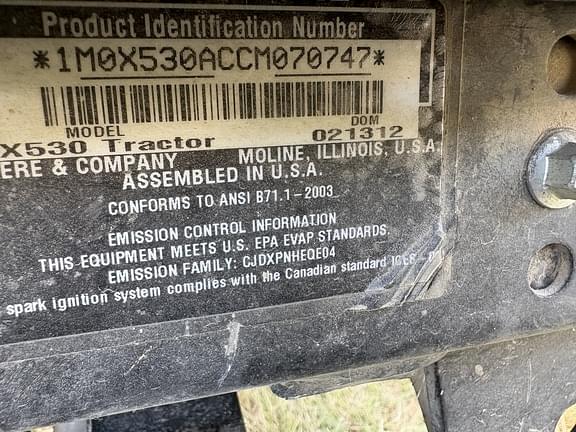 Product Identification Number
*1M0X530ACCM070747*
MODEL DOM
X530 Tractor 021312
ERE & COMPANY MOLINE, ILLINOIS, U.S.A.
ASSEMBLED IN U.S.A.
CONFORMS TO ANSI B71.1-2003
EMISSION CONTROL INFORMATION
THIS EQUIPMENT MEETS U.S. EPA EVAP STANDARDS.
EMISSION FAMILY: CJDXPNHEQE04
spark ignition system complies with the Canadian standard